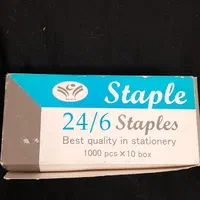 Staple
24/6 Staples
Best quality in stationery
1000 pcs ×10 box